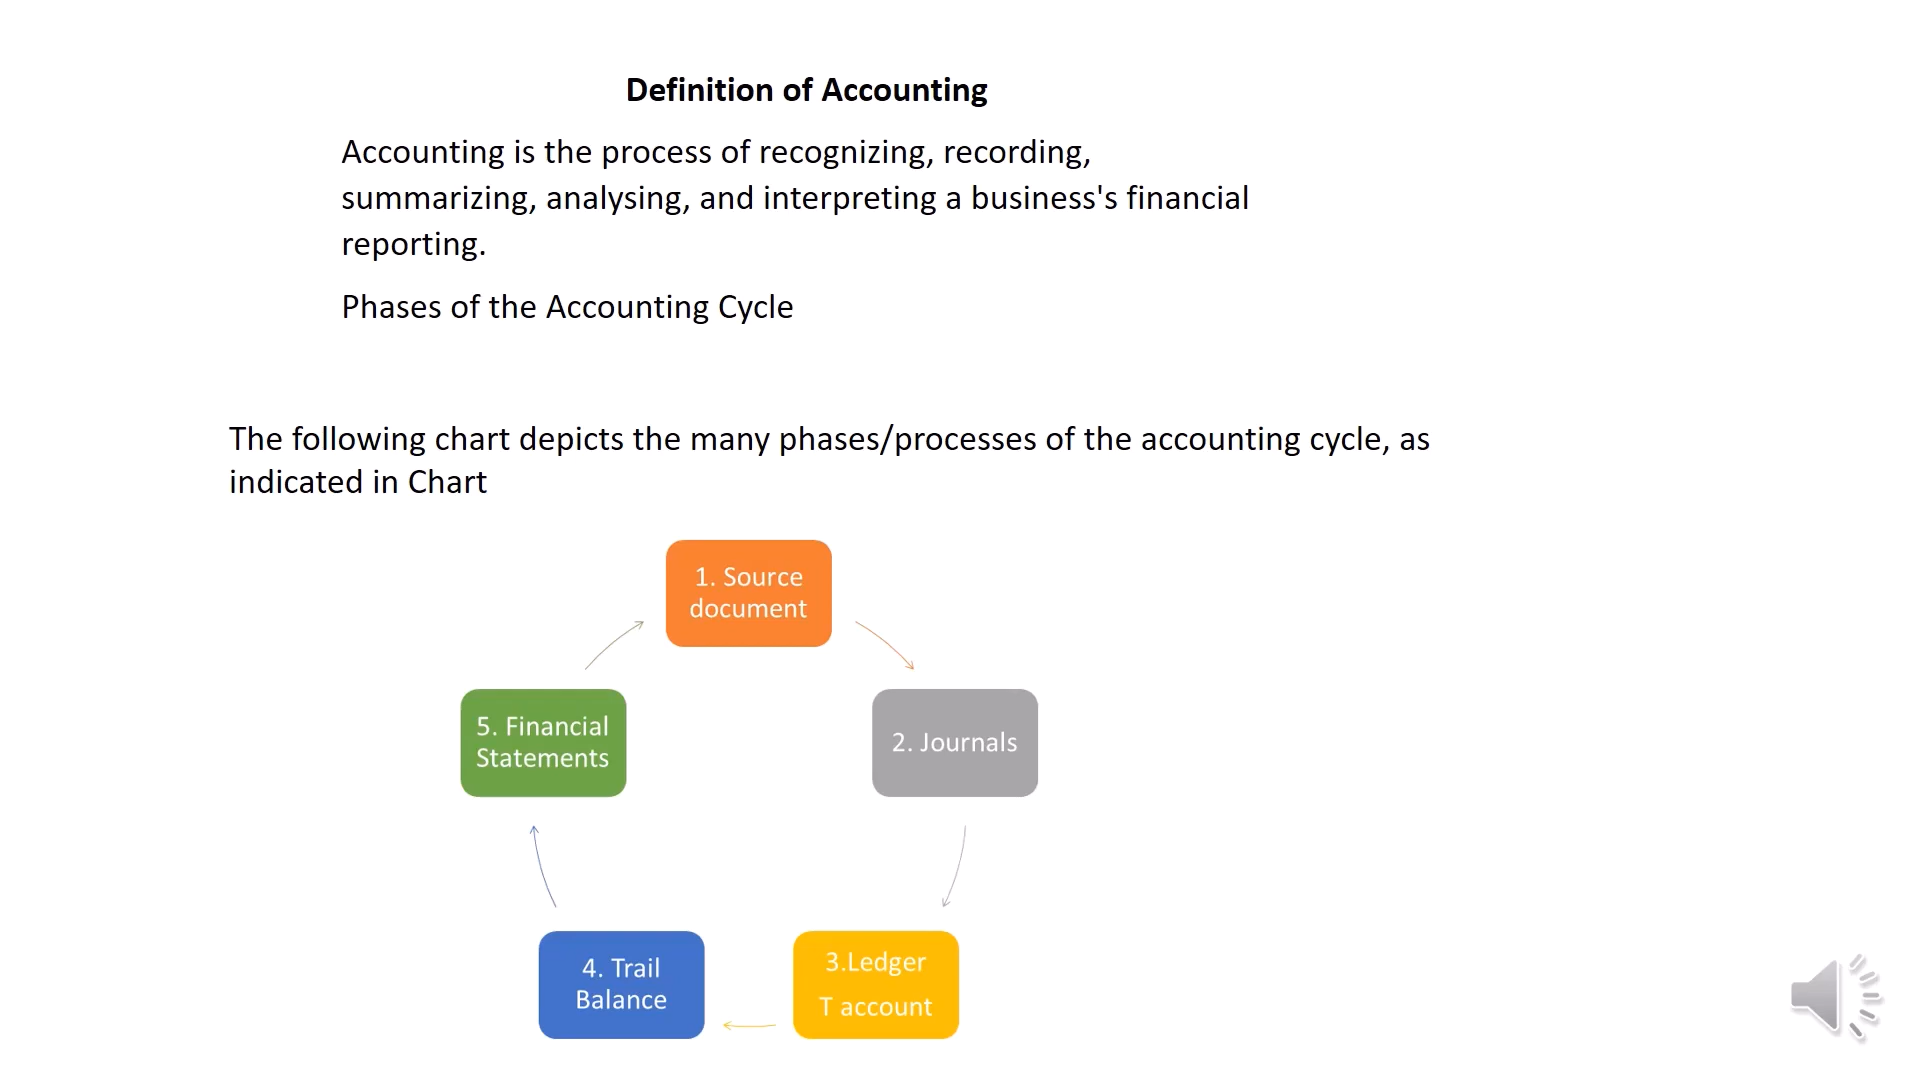 Definition of Accounting
Accounting is the process of recognizing, recording,
summarizing, analysing, and interpreting a business's financial
reporting.
Phases of the Accounting Cycle
The following chart depicts the many phases/processes of the accounting cycle, as
indicated in Chart
1. Source
document
2. Journals
3.Ledger
T account
4. Trail
Balance
5. Financial
Statements